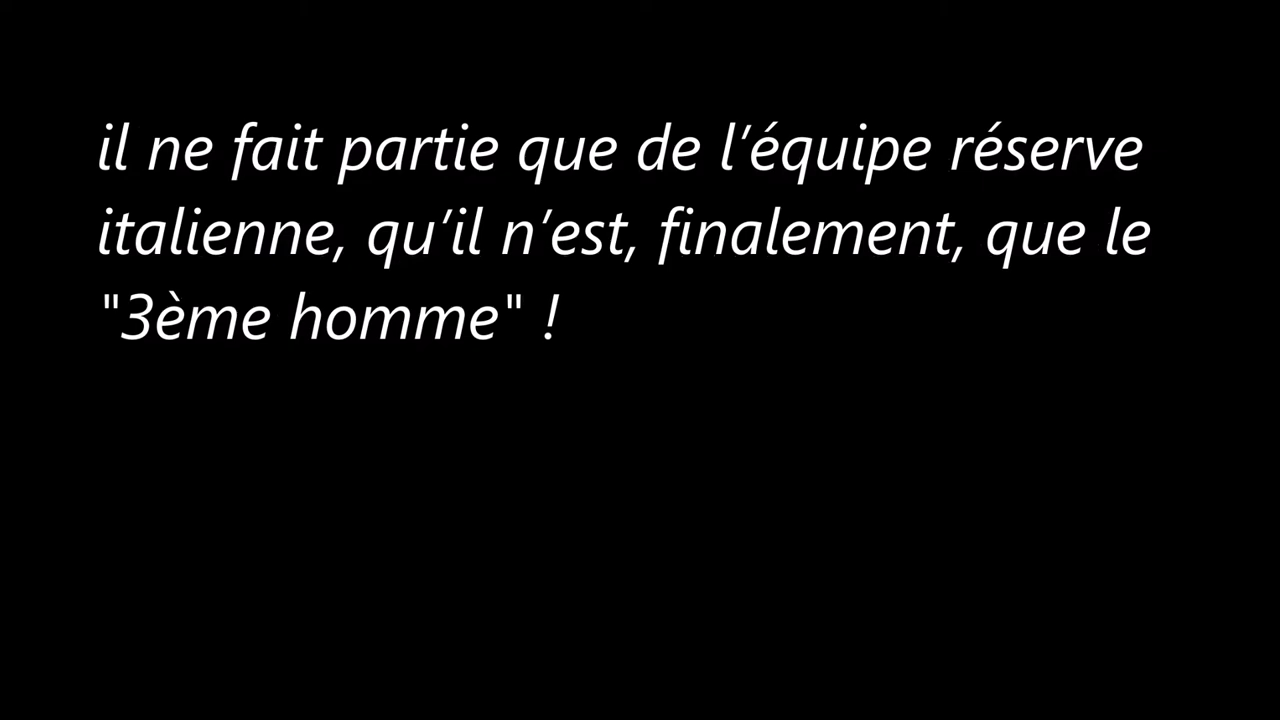 il ne fait partie que de l’équipe réserve
italienne, qu’il n’est, finalement, que le
"3ème homme" !